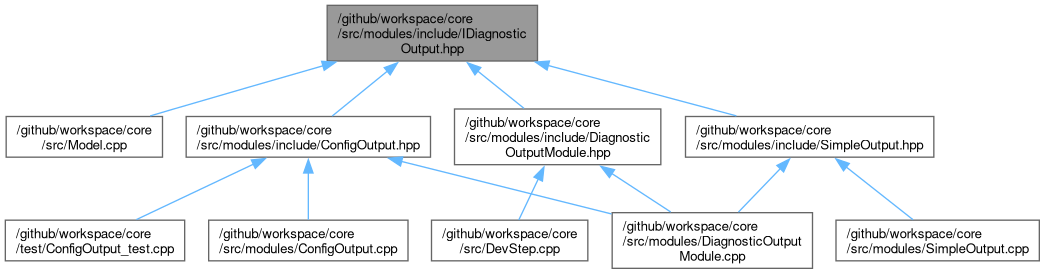 /github/workspace/core
/src/modules/include/IDiagnostic
Output.hpp
/github/workspace/core
/src/Model.cpp
/github/workspace/core
/src/modules/include/ConfigOutput.hpp
/github/workspace/core
/src/modules/include/Diagnostic
OutputModule.hpp
/github/workspace/core
/src/modules/include/SimpleOutput.hpp
/github/workspace/core
/test/ConfigOutput_test.cpp
/github/workspace/core
/src/modules/ConfigOutput.cpp
/github/workspace/core
/src/DevStep.cpp
/github/workspace/core
/src/modules/DiagnosticOutput
Module.cpp
/github/workspace/core
/src/modules/SimpleOutput.cpp